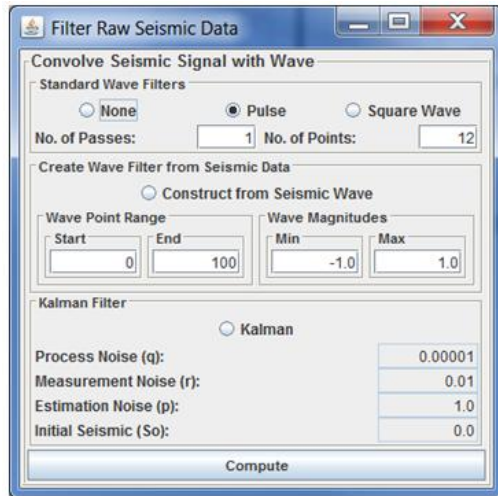 Filter Raw Seismic Data
Convolve Seismic Signal with Wave
Standard Wave Filters
None Pulse Square Wave
No. of Passes: 1 No. of Points: 12
Create Wave Filter from Seismic Data
Construct from Seismic Wave
Wave Point Range Wave Magnitudes
Start End Min Max
0 100 -1.0 1.0
Kalman Filter
Kalman
Process Noise (q): 0.00001
Measurement Noise (r): 0.01
Estimation Noise (p): 1.0
Initial Seismic (So): 0.0
Compute